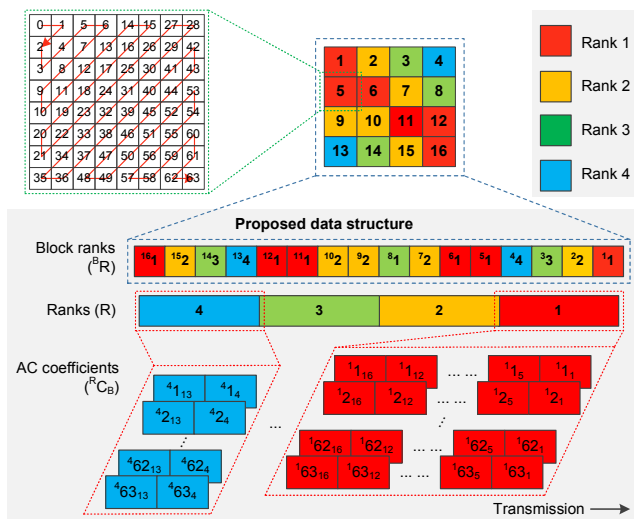 0 1 5 6 14 15 27 28
2 4 7 13 16 26 29 42
3 8 12 17 25 30 41 43
9 11 18 24 31 40 44 53
10 19 23 32 39 45 52 54
20 22 33 38 46 51 55 60
21 34 37 47 50 56 59 61
35 36 48 49 57 58 62 63
1 2 3 4
5 6 7 8
9 10 11 12
13 14 15 16
Rank 1
Rank 2
Rank 3
Rank 4
Proposed data structure
Block ranks
(ᴮR)
¹⁶1 ¹⁵2 ¹⁴3 ¹³4 ¹²1 ¹¹1 ¹⁰2 ⁹2 ⁸1 ⁷2 ⁶1 ⁵1 ⁴4 ³3 ²2 ¹1
Ranks (R)
4 3 2 1
AC coefficients
(ᴿC_B)
⁴1₁₃ ⁴1₄
⁴2₁₃ ⁴2₄
⋰
⁴62₁₃ ⁴62₄
⁴63₁₃ ⁴63₄
...
¹1₁₆ ¹1₁₂ ... ... ¹1₅ ¹1₁
¹2₁₆ ¹2₁₂ ... ... ¹2₅ ¹2₁
⋰ ⋰
¹62₁₆ ¹62₁₂ ... ... ¹62₅ ¹62₁
¹63₁₆ ¹63₁₂ ... ... ¹63₅ ¹63₁
Transmission